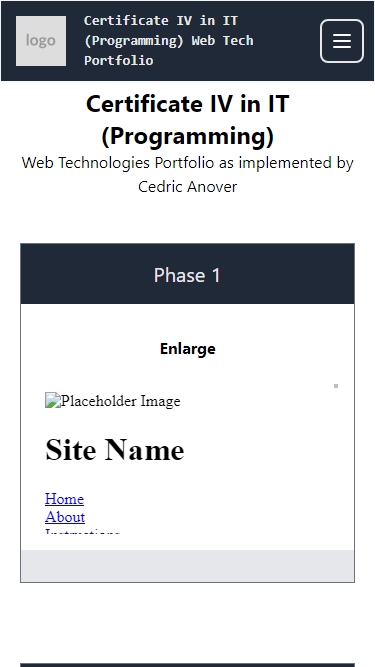 logo
Certificate IV in IT
(Programming) Web Tech
Portfolio
Certificate IV in IT
(Programming)
Web Technologies Portfolio as implemented by
Cedric Anover
Phase 1
Enlarge
Placeholder Image
Site Name
Home
About
Instructions